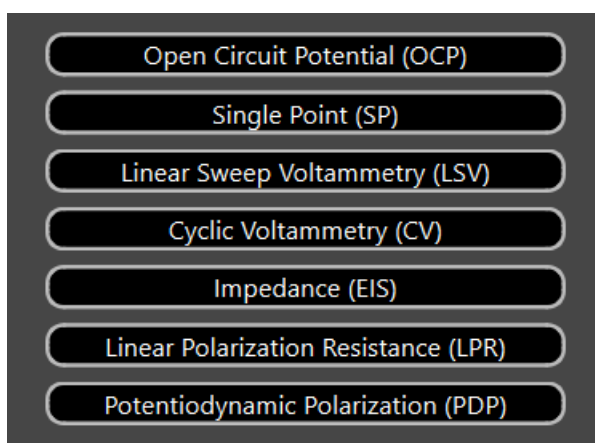 Open Circuit Potential (OCP)
Single Point (SP)
Linear Sweep Voltammetry (LSV)
Cyclic Voltammetry (CV)
Impedance (EIS)
Linear Polarization Resistance (LPR)
Potentiodynamic Polarization (PDP)